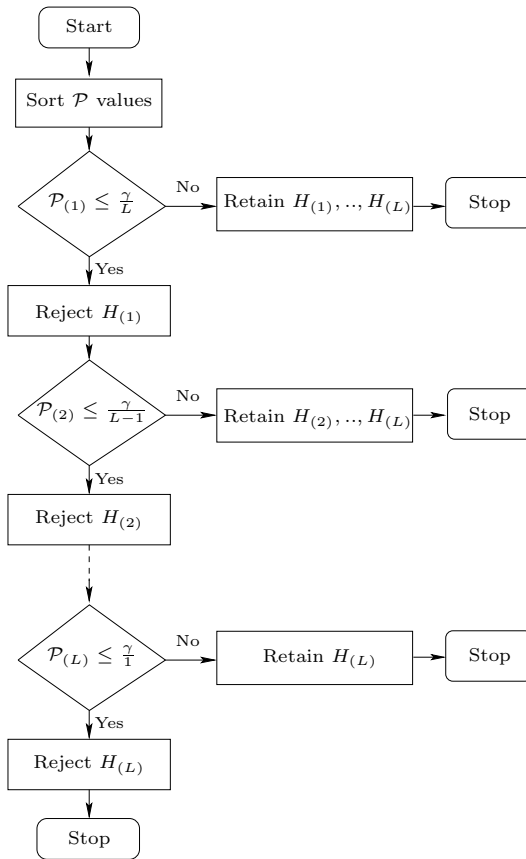 Start
Sort 𝒫 values
𝒫₍₁₎ ≤ γ/L
No
Retain H₍₁₎, .., H₍L₎
Stop
Yes
Reject H₍₁₎
𝒫₍₂₎ ≤ γ/(L−1)
No
Retain H₍₂₎, .., H₍L₎
Stop
Yes
Reject H₍₂₎
𝒫₍L₎ ≤ γ/1
No
Retain H₍L₎
Stop
Yes
Reject H₍L₎
Stop